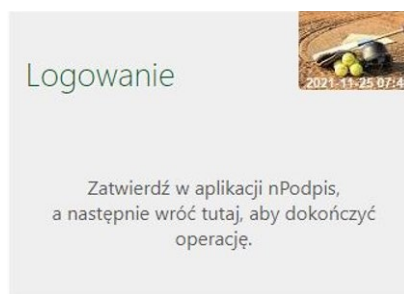 Logowanie
2021-11-25 07:4
Zatwierdź w aplikacji nPodpis,
a następnie wróć tutaj, aby dokończyć
operację.